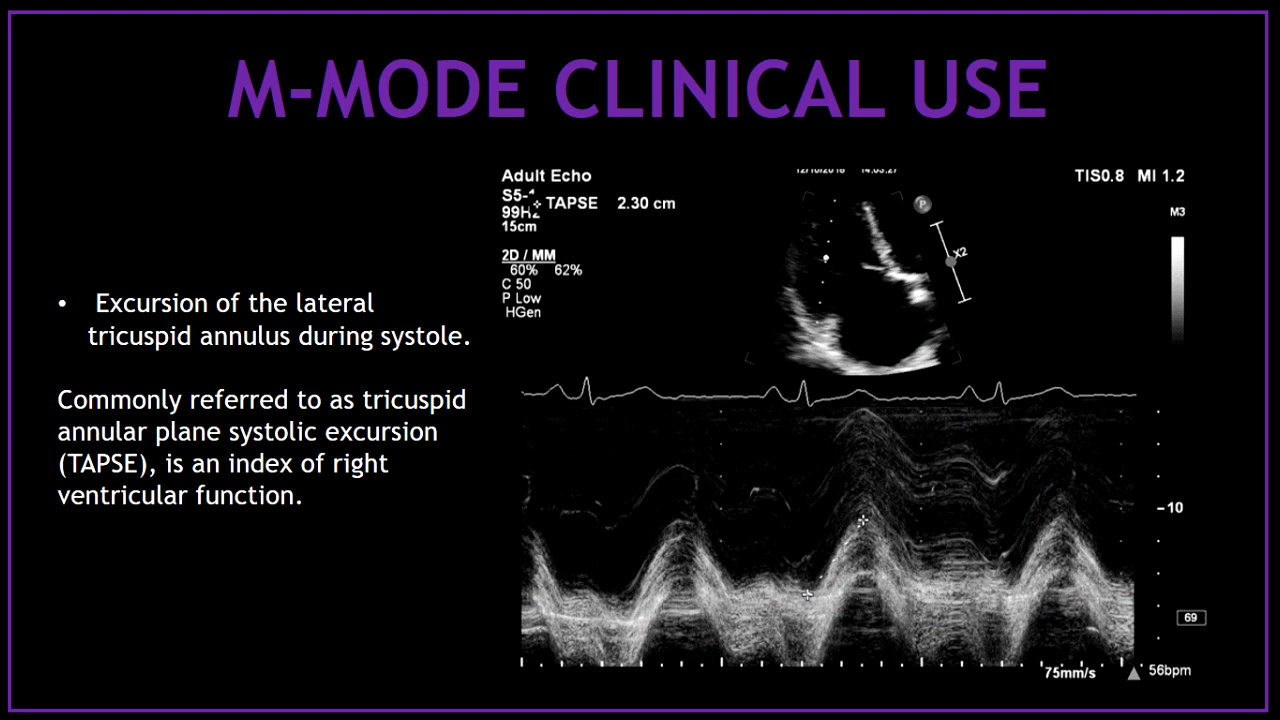 M-MODE CLINICAL USE
Adult Echo
TIS0.8 MI 1.2
TAPSE 2.30 cm
15cm
2D / MM
60% 62%
C 50
P Low
HGen
P
X2
M3
• Excursion of the lateral
tricuspid annulus during systole.
Commonly referred to as tricuspid
annular plane systolic excursion
(TAPSE), is an index of right
ventricular function.
10
69
75mm/s
56bpm